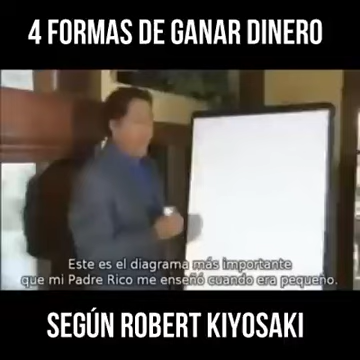 4 FORMAS DE GANAR DINERO
Este es el diagrama más importante
que mi Padre Rico me enseñó cuando era pequeño.
SEGÚN ROBERT KIYOSAKI